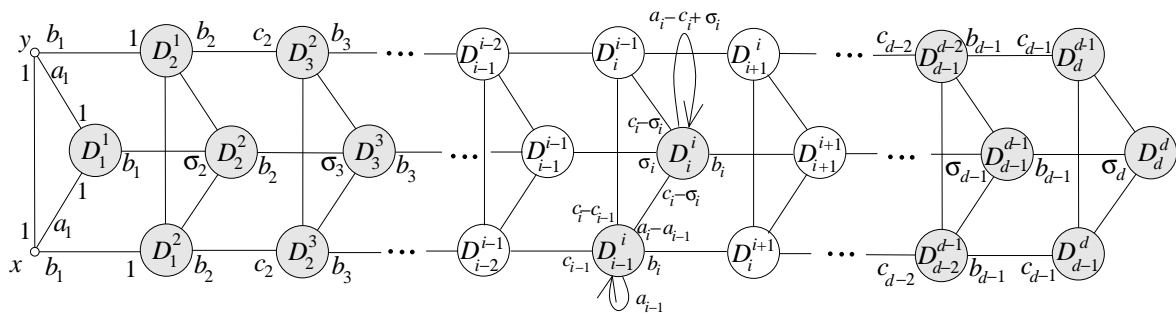 a_i−c_i+σ_i
y b_1 1 D_2^1 b_2 c_2 D_3^2 b_3 ••• D_{i-1}^{i-2} D_i^{i-1} D_{i+1}^i ••• c_{d-2} D_{d-1}^{d-2} b_{d-1} c_{d-1} D_d^{d-1}
1 a_1
1 c_i−σ_i
D_1^1 b_1 σ_2 D_2^2 b_2 σ_3 D_3^3 b_3 ••• D_{i-1}^{i-1} σ_i D_i^i b_i D_{i+1}^{i+1} ••• σ_{d-1} D_{d-1}^{d-1} b_{d-1} σ_d D_d^d
1 c_i−σ_i
1 a_1 c_i−c_{i-1} a_i−a_{i-1}
x b_1 1 D_1^2 b_2 c_2 D_2^3 b_3 ••• D_{i-2}^{i-1} c_{i-1} D_{i-1}^i b_i D_i^{i+1} ••• c_{d-2} D_{d-2}^{d-1} b_{d-1} c_{d-1} D_{d-1}^d
a_{i-1}